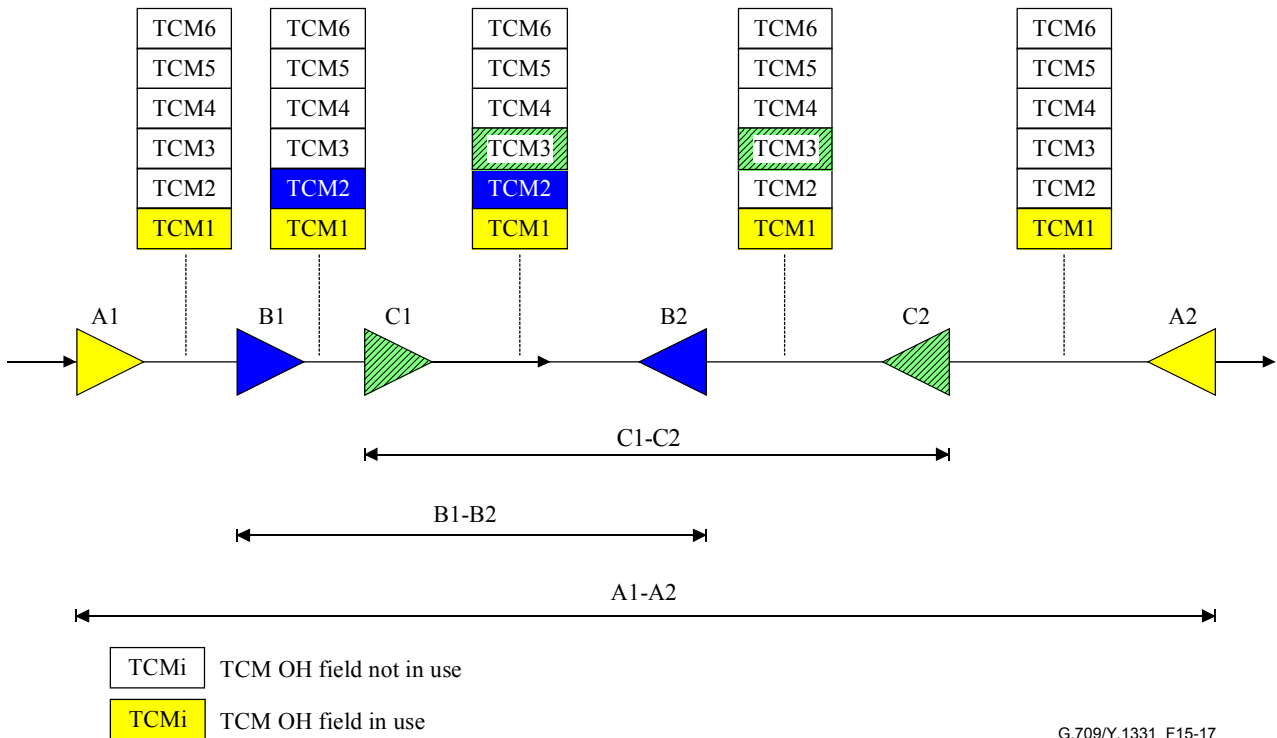 TCM6 TCM6 TCM6 TCM6 TCM6
TCM5 TCM5 TCM5 TCM5 TCM5
TCM4 TCM4 TCM4 TCM4 TCM4
TCM3 TCM3 TCM3 TCM3 TCM3
TCM2 TCM2 TCM2 TCM2 TCM2
TCM1 TCM1 TCM1 TCM1 TCM1
A1 B1 C1 B2 C2 A2
C1-C2
B1-B2
A1-A2
TCMi TCM OH field not in use
TCMi TCM OH field in use
G.709/Y.1331_F15-17